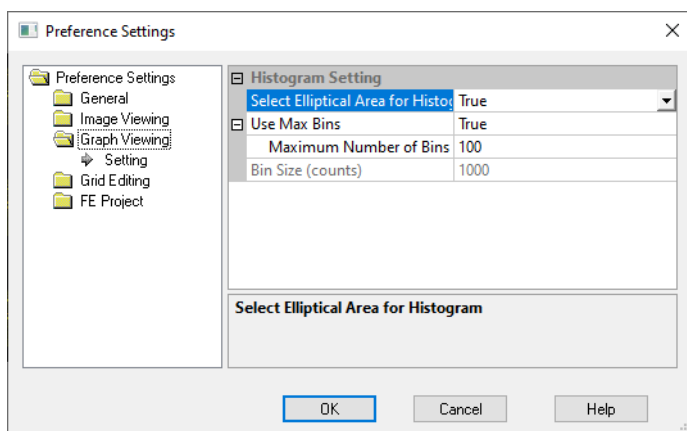 Preference Settings
Preference Settings
General
Image Viewing
Graph Viewing
Setting
Grid Editing
FE Project
Histogram Setting
Select Elliptical Area for Histog True
Use Max Bins True
Maximum Number of Bins 100
Bin Size (counts) 1000
Select Elliptical Area for Histogram
OK Cancel Help